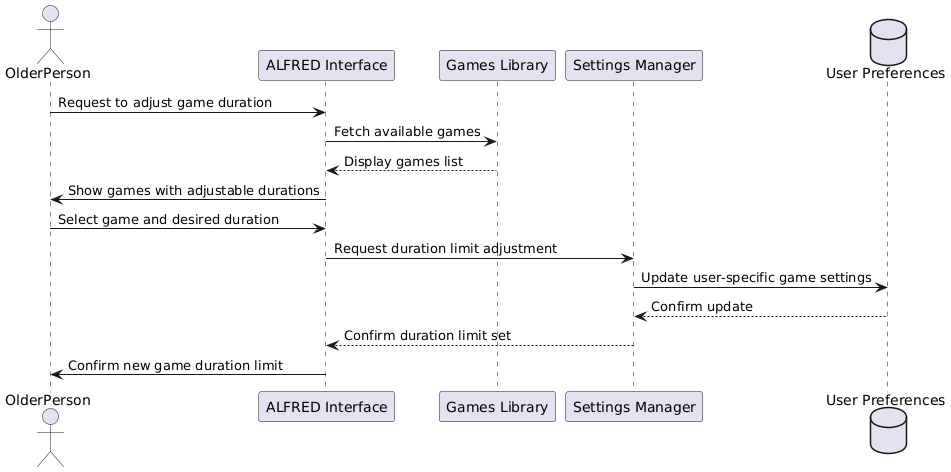 OlderPerson
ALFRED Interface
Games Library
Settings Manager
User Preferences
Request to adjust game duration
Fetch available games
Display games list
Show games with adjustable durations
Select game and desired duration
Request duration limit adjustment
Update user-specific game settings
Confirm update
Confirm duration limit set
Confirm new game duration limit
OlderPerson
ALFRED Interface
Games Library
Settings Manager
User Preferences